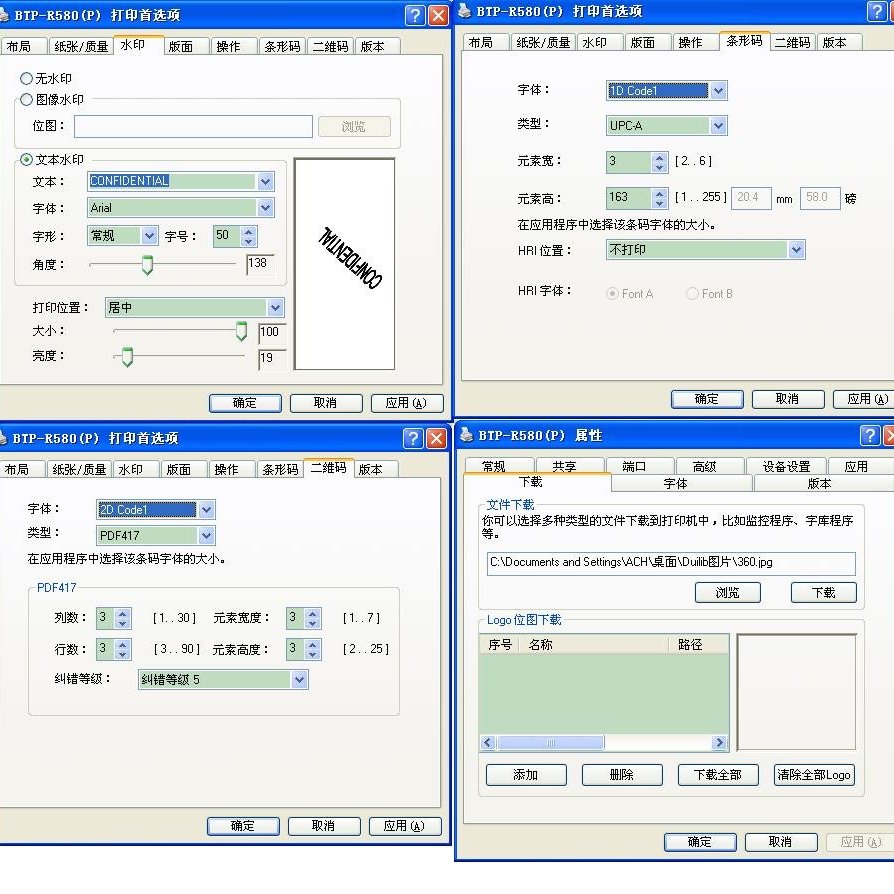 BTP-R580(P) 打印首选项
布局 纸张/质量 水印 版面 操作 条形码 二维码 版本
无水印
图像水印
位图： 浏览
文本水印
文本： CONFIDENTIAL
字体： Arial
字形： 常规 字号： 50
角度： 138
打印位置： 居中
大小： 100
亮度： 19
CONFIDENTIAL
确定 取消 应用(A)
BTP-R580(P) 打印首选项
布局 纸张/质量 水印 版面 操作 条形码 二维码 版本
字体： 1D Code1
类型： UPC-A
元素宽： 3 [2..6]
元素高： 163 [1..255] 20.4 mm 58.0 磅
在应用程序中选择该条码字体的大小。
HRI 位置： 不打印
HRI 字体： Font A Font B
确定 取消 应用(A)
BTP-R580(P) 打印首选项
布局 纸张/质量 水印 版面 操作 条形码 二维码 版本
字体： 2D Code1
类型： PDF417
在应用程序中选择该条码字体的大小。
PDF417
列数： 3 [1..30] 元素宽度： 3 [1..7]
行数： 3 [3..90] 元素高度： 3 [2..25]
纠错等级： 纠错等级 5
确定 取消 应用(A)
BTP-R580(P) 属性
常规 共享 端口 高级 设备设置 应用
下载 字体 版本
文件下载
你可以选择多种类型的文件下载到打印机中，比如监控程序、字库程序
等。
C:\Documents and Settings\ACH\桌面\Duilib图片\360.jpg
浏览 下载
Logo 位图下载
序号 名称 路径
添加 删除 下载全部 清除全部Logo
确定 取消 应用(A)